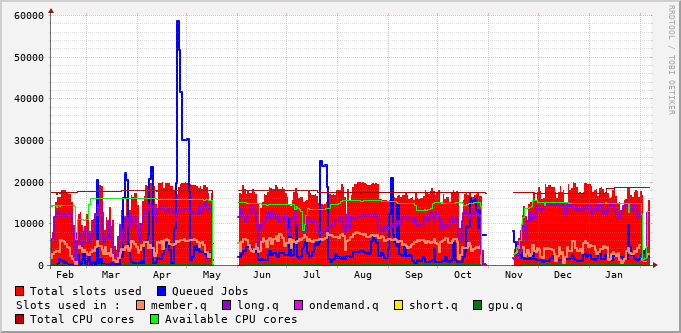 60000
50000
40000
30000
20000
10000
0
Feb Mar Apr May Jun Jul Aug Sep Oct Nov Dec Jan
Total slots used Queued Jobs
Slots used in : member.q long.q ondemand.q short.q gpu.q
Total CPU cores Available CPU cores
RRDTOOL / TOBI OETIKER